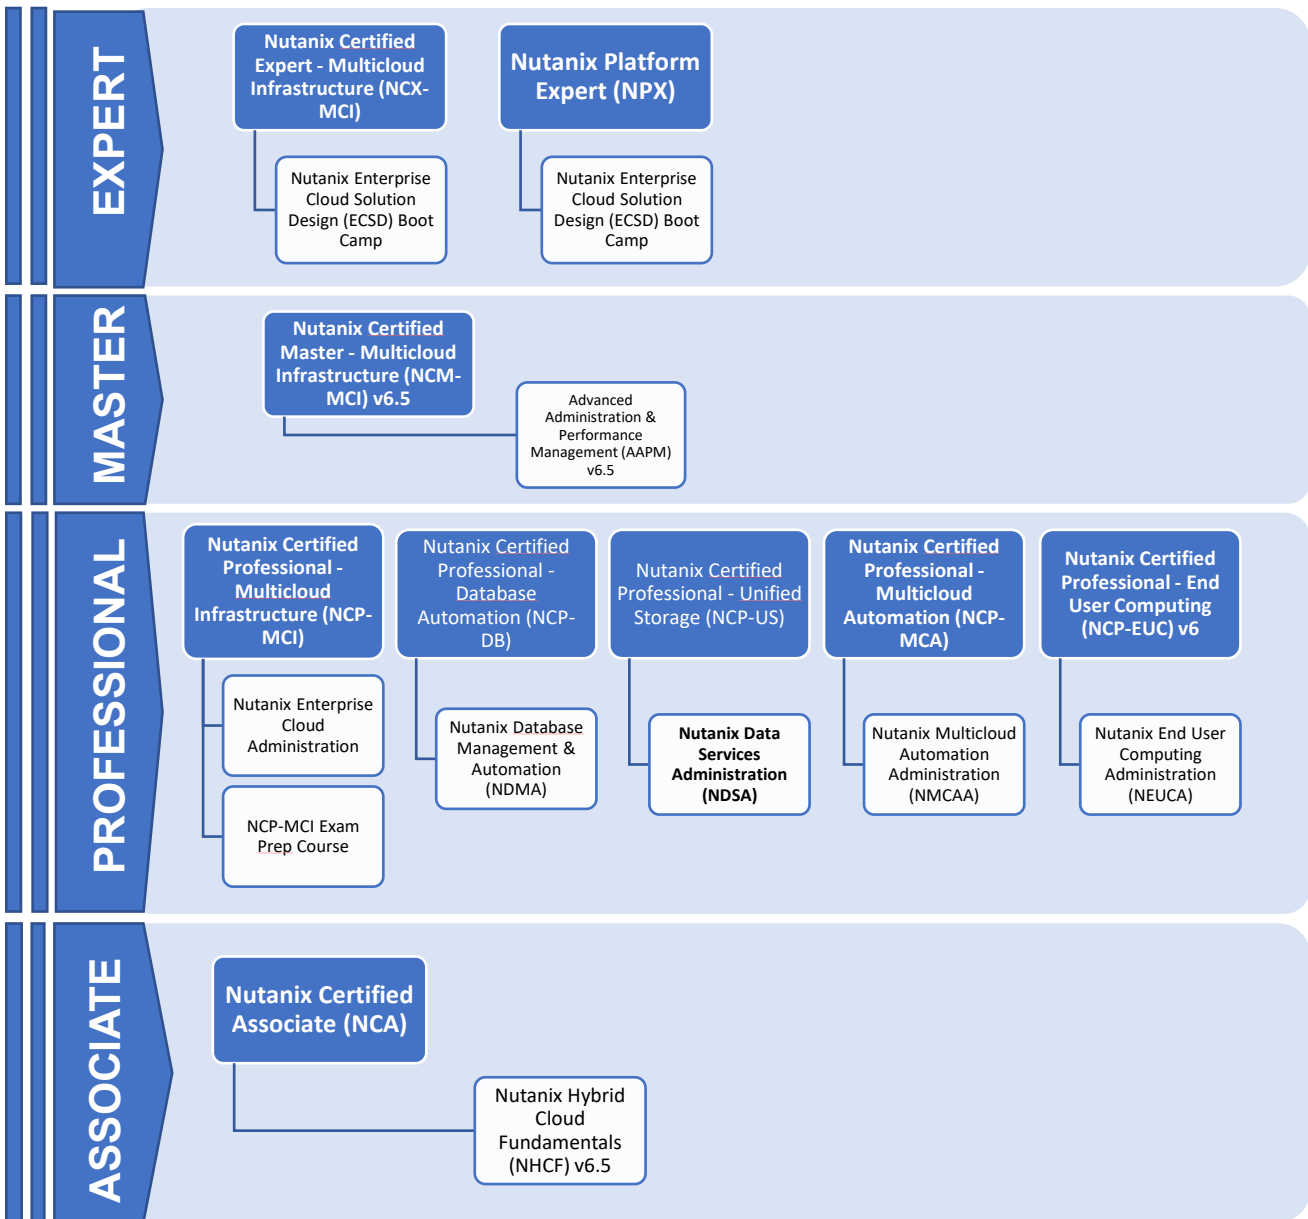 EXPERT
Nutanix Certified
Expert - Multicloud
Infrastructure (NCX-
MCI)
Nutanix Enterprise
Cloud Solution
Design (ECSD) Boot
Camp
Nutanix Platform
Expert (NPX)
Nutanix Enterprise
Cloud Solution
Design (ECSD) Boot
Camp
MASTER
Nutanix Certified
Master - Multicloud
Infrastructure (NCM-
MCI) v6.5
Advanced
Administration &
Performance
Management (AAPM)
v6.5
PROFESSIONAL
Nutanix Certified
Professional -
Multicloud
Infrastructure (NCP-
MCI)
Nutanix Enterprise
Cloud
Administration
NCP-MCI Exam
Prep Course
Nutanix Certified
Professional -
Database
Automation (NCP-
DB)
Nutanix Database
Management &
Automation
(NDMA)
Nutanix Certified
Professional - Unified
Storage (NCP-US)
Nutanix Data
Services
Administration
(NDSA)
Nutanix Certified
Professional -
Multicloud
Automation (NCP-
MCA)
Nutanix Multicloud
Automation
Administration
(NMCAA)
Nutanix Certified
Professional - End
User Computing
(NCP-EUC) v6
Nutanix End User
Computing
Administration
(NEUCA)
ASSOCIATE
Nutanix Certified
Associate (NCA)
Nutanix Hybrid
Cloud
Fundamentals
(NHCF) v6.5